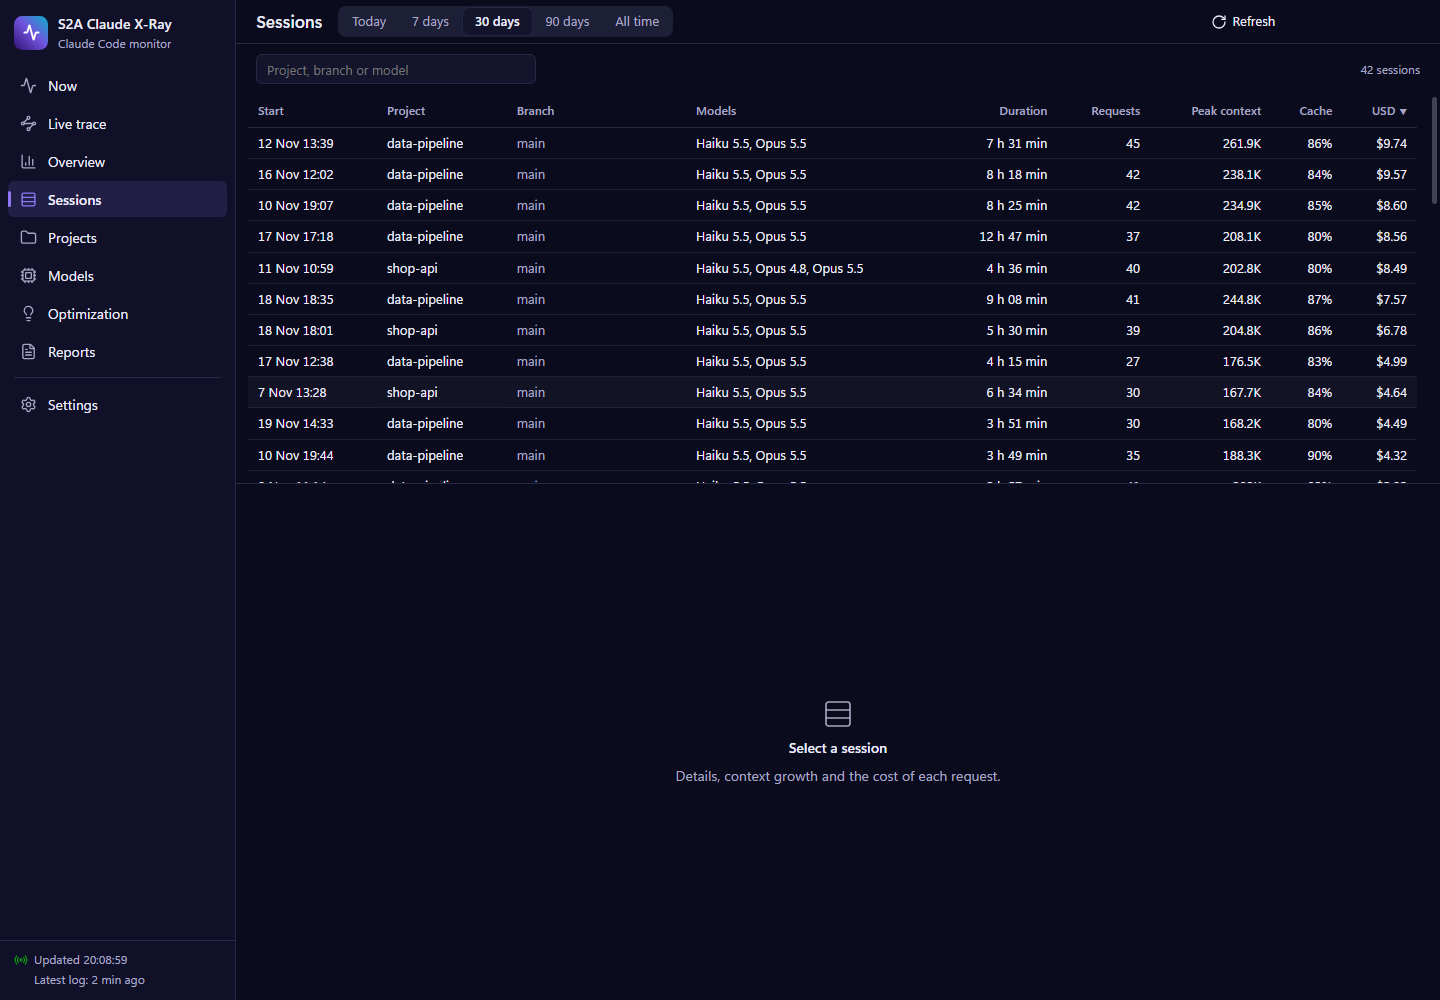 S2A Claude X-Ray
Claude Code monitor
Now
Live trace
Overview
Sessions
Projects
Models
Optimization
Reports
Settings
Updated 20:08:59
Latest log: 2 min ago
Sessions Today 7 days 30 days 90 days All time Refresh
Project, branch or model 42 sessions
Start Project Branch Models Duration Requests Peak context Cache USD ▼
12 Nov 13:39 data-pipeline main Haiku 5.5, Opus 5.5 7 h 31 min 45 261.9K 86% $9.74
16 Nov 12:02 data-pipeline main Haiku 5.5, Opus 5.5 8 h 18 min 42 238.1K 84% $9.57
10 Nov 19:07 data-pipeline main Haiku 5.5, Opus 5.5 8 h 25 min 42 234.9K 85% $8.60
17 Nov 17:18 data-pipeline main Haiku 5.5, Opus 5.5 12 h 47 min 37 208.1K 80% $8.56
11 Nov 10:59 shop-api main Haiku 5.5, Opus 4.8, Opus 5.5 4 h 36 min 40 202.8K 80% $8.49
18 Nov 18:35 data-pipeline main Haiku 5.5, Opus 5.5 9 h 08 min 41 244.8K 87% $7.57
18 Nov 18:01 shop-api main Haiku 5.5, Opus 5.5 5 h 30 min 39 204.8K 86% $6.78
17 Nov 12:38 data-pipeline main Haiku 5.5, Opus 5.5 4 h 15 min 27 176.5K 83% $4.99
7 Nov 13:28 shop-api main Haiku 5.5, Opus 5.5 6 h 34 min 30 167.7K 84% $4.64
19 Nov 14:33 data-pipeline main Haiku 5.5, Opus 5.5 3 h 51 min 30 168.2K 80% $4.49
10 Nov 19:44 data-pipeline main Haiku 5.5, Opus 5.5 3 h 49 min 35 188.3K 90% $4.32
Select a session
Details, context growth and the cost of each request.